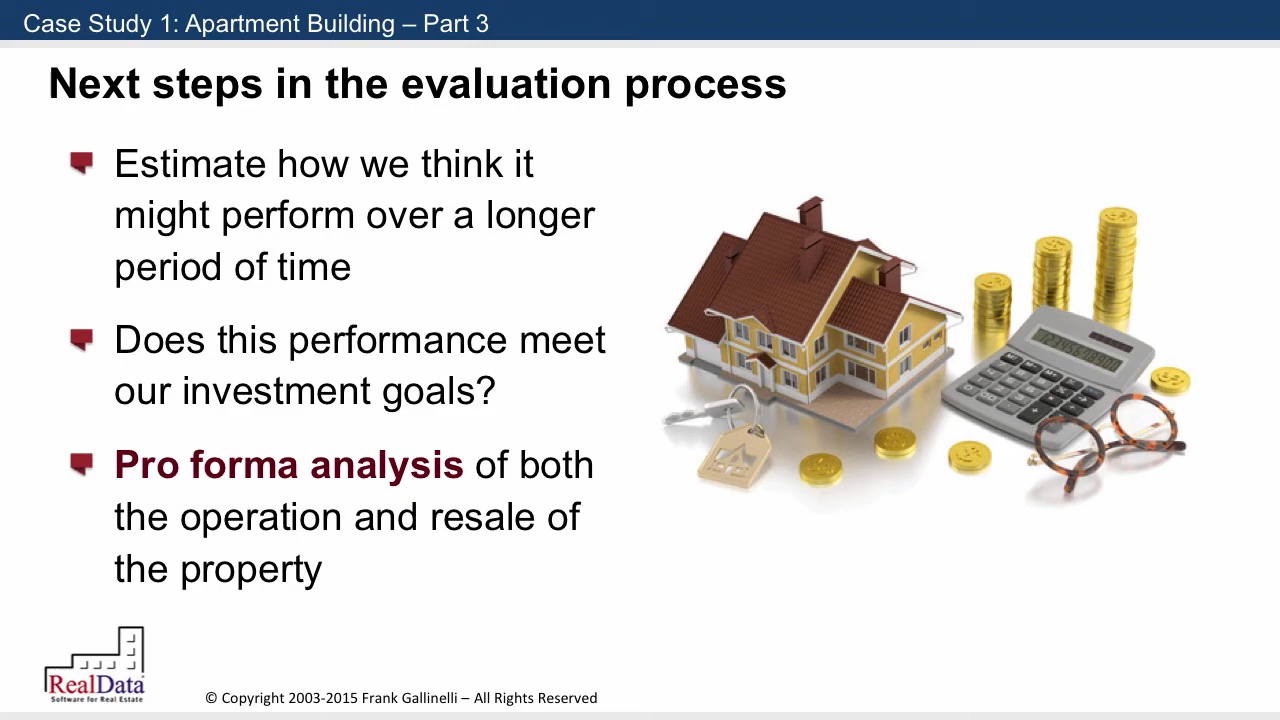 Case Study 1: Apartment Building – Part 3
Next steps in the evaluation process
Estimate how we think it
might perform over a longer
period of time
Does this performance meet
our investment goals?
Pro forma analysis of both
the operation and resale of
the property
RealData
Software for Real Estate
© Copyright 2003-2015 Frank Gallinelli – All Rights Reserved